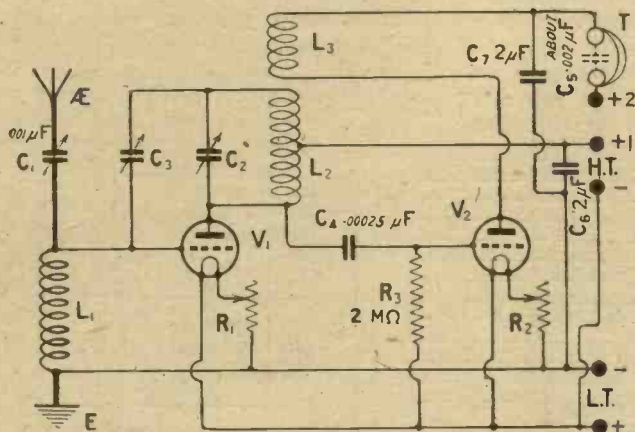 L₃
C₇ 2µF
ABOUT
C₅ .002 µF
T
+2
Æ
.001µF
C₁
C₃
C₂
L₂
+1
H.T.
-
C₆ 2µF
V₁
C₄ .00025 µF
V₂
L₁
R₁
R₃
2 MΩ
R₂
-
L.T.
+
E